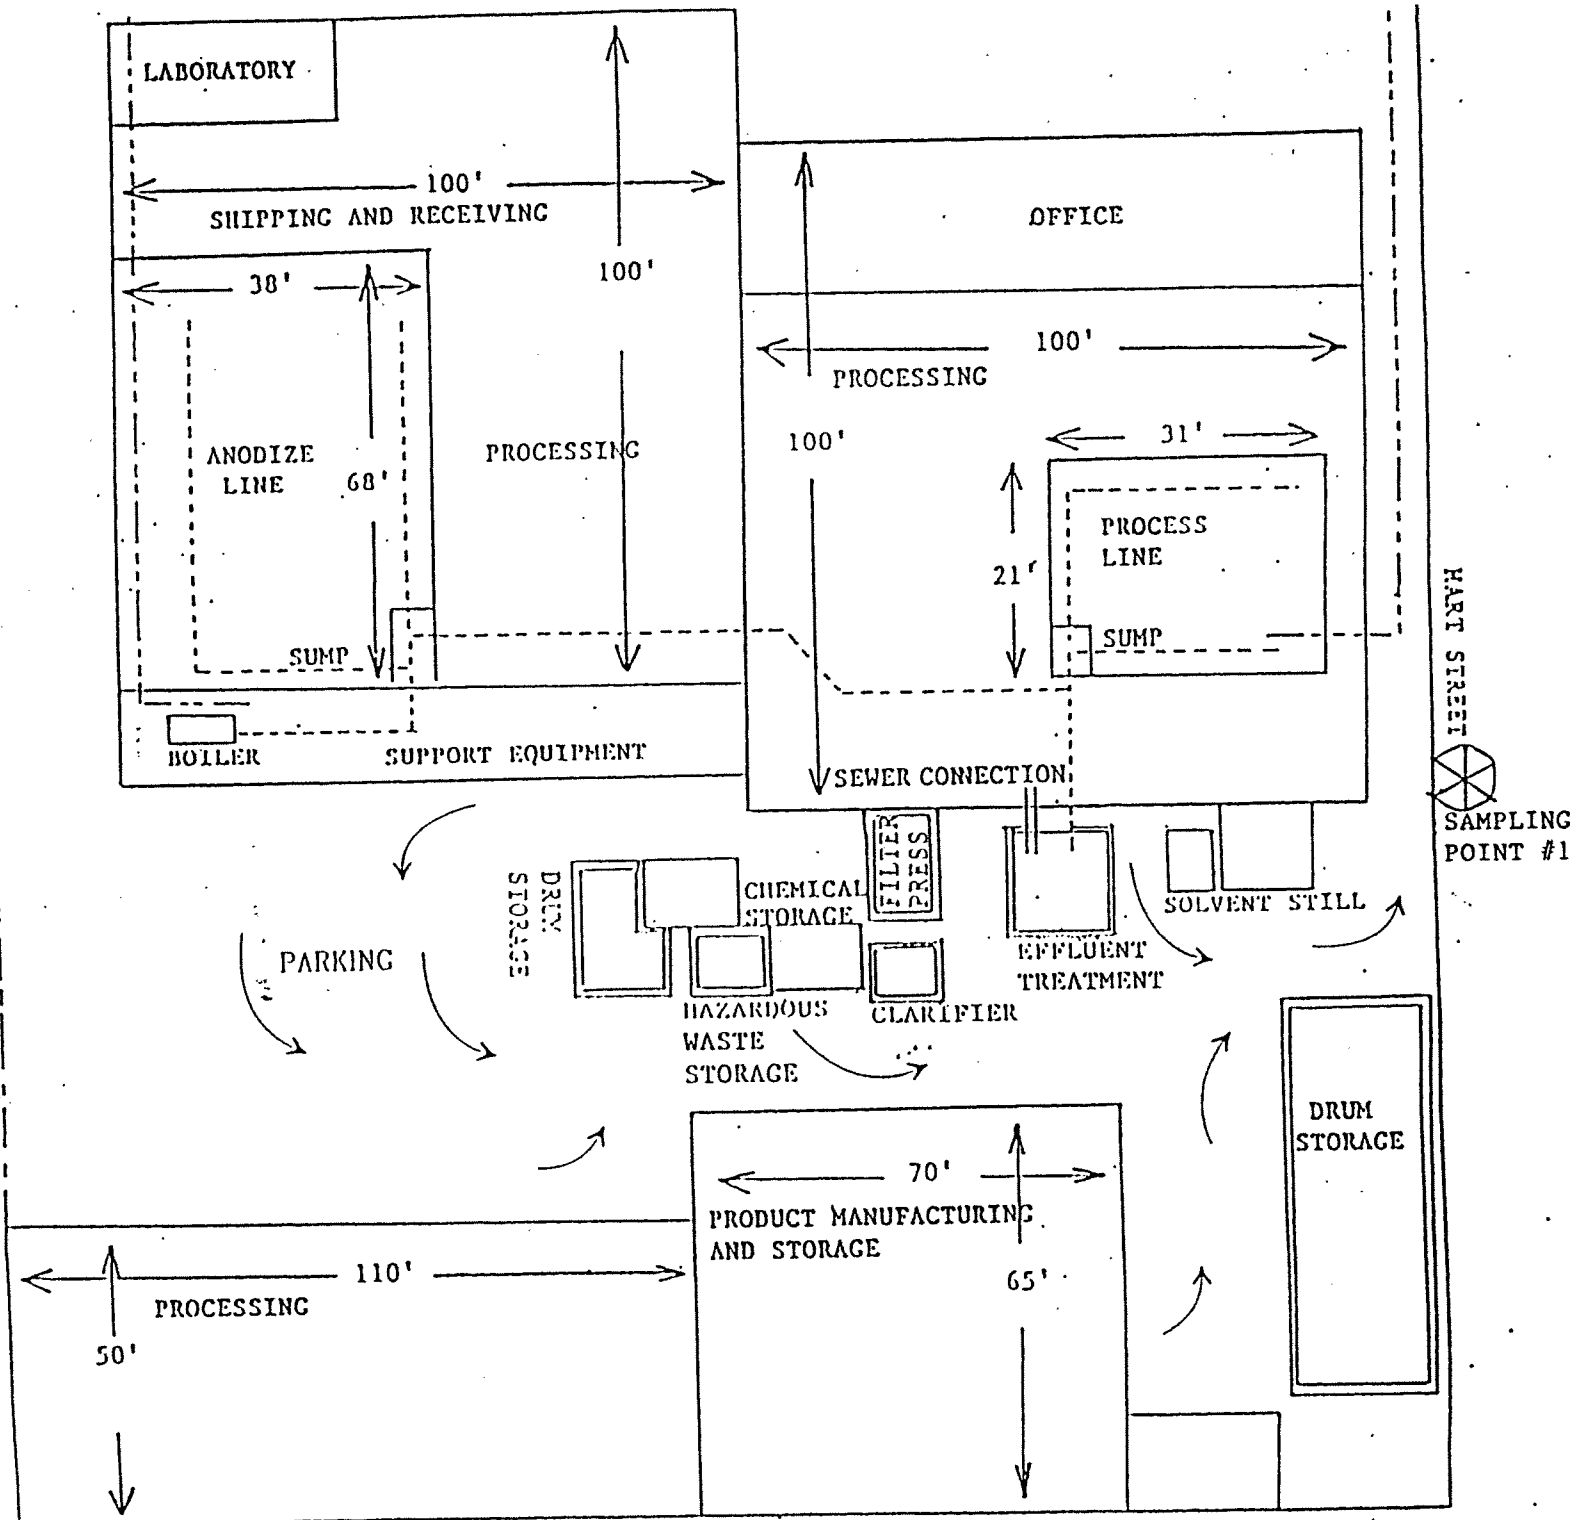 LABORATORY
100'
SHIPPING AND RECEIVING
100'
OFFICE
38'
100'
PROCESSING
ANODIZE
LINE
68'
PROCESSING
100'
31'
PROCESS
LINE
21'
SUMP
SUMP
HART STREET
BOILER
SUPPORT EQUIPMENT
SEWER CONNECTION
SAMPLING
POINT #1
FILTER
PRESS
DRUM
STORAGE
CHEMICAL
STORAGE
SOLVENT STILL
PARKING
EFFLUENT
TREATMENT
HAZARDOUS
WASTE
STORAGE
CLARIFIER
DRUM
STORAGE
70'
PRODUCT MANUFACTURING
AND STORAGE
110'
PROCESSING
65'
50'